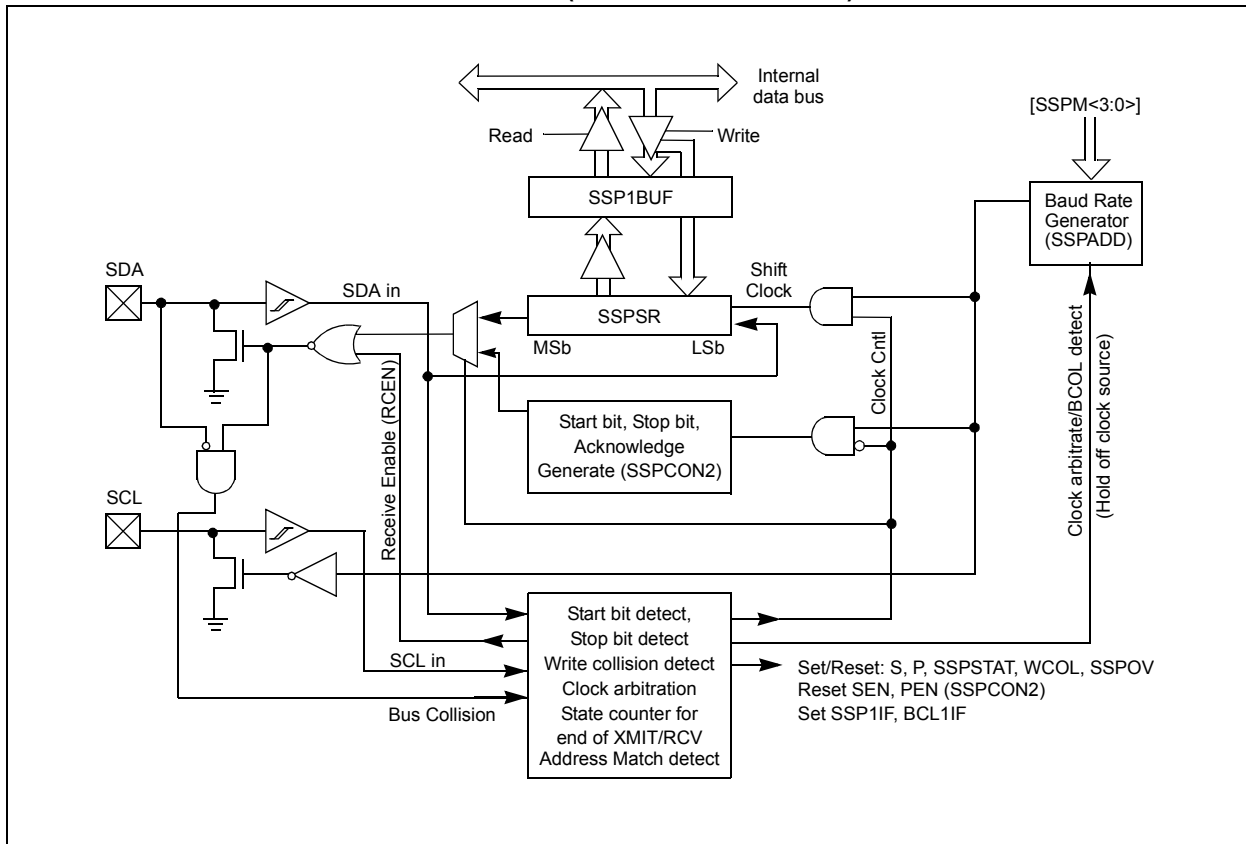 Internal
data bus
[SSPM<3:0>]
Read
Write
SSP1BUF
Baud Rate
Generator
(SSPADD)
SDA
SDA in
Shift
Clock
SSPSR
MSb
LSb
Clock Cntl
Start bit, Stop bit,
Acknowledge
Generate (SSPCON2)
Receive Enable (RCEN)
Clock arbitrate/BCOL detect
(Hold off clock source)
SCL
SCL in
Bus Collision
Start bit detect,
Stop bit detect
Write collision detect
Clock arbitration
State counter for
end of XMIT/RCV
Address Match detect
Set/Reset: S, P, SSPSTAT, WCOL, SSPOV
Reset SEN, PEN (SSPCON2)
Set SSP1IF, BCL1IF